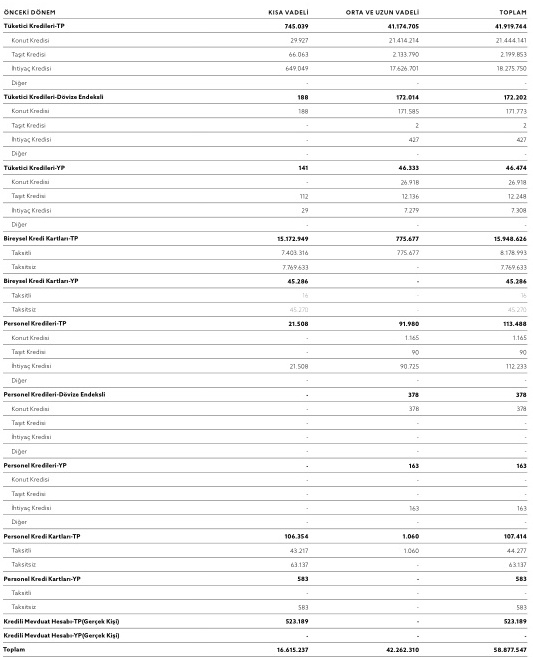 ÖNCEKİ DÖNEM KISA VADELİ ORTA VE UZUN VADELİ TOPLAM
Tüketici Kredileri-TP 745.039 41.174.705 41.919.744
Konut Kredisi 29.927 21.414.214 21.444.141
Taşıt Kredisi 66.063 2.133.790 2.199.853
İhtiyaç Kredisi 649.049 17.626.701 18.275.750
Diğer - - -
Tüketici Kredileri-Dövize Endeksli 188 172.014 172.202
Konut Kredisi 188 171.585 171.773
Taşıt Kredisi - 2 2
İhtiyaç Kredisi - 427 427
Diğer - - -
Tüketici Kredileri-YP 141 46.333 46.474
Konut Kredisi - 26.918 26.918
Taşıt Kredisi 112 12.136 12.248
İhtiyaç Kredisi 29 7.279 7.308
Diğer - - -
Bireysel Kredi Kartları-TP 15.172.949 775.677 15.948.626
Taksitli 7.403.316 775.677 8.178.993
Taksitsiz 7.769.633 - 7.769.633
Bireysel Kredi Kartları-YP 45.286 - 45.286
Taksitli 16 - 16
Taksitsiz 45.270 - 45.270
Personel Kredileri-TP 21.508 91.980 113.488
Konut Kredisi - 1.165 1.165
Taşıt Kredisi - 90 90
İhtiyaç Kredisi 21.508 90.725 112.233
Diğer - - -
Personel Kredileri-Dövize Endeksli - 378 378
Konut Kredisi - 378 378
Taşıt Kredisi - - -
İhtiyaç Kredisi - - -
Diğer - - -
Personel Kredileri-YP - 163 163
Konut Kredisi - - -
Taşıt Kredisi - - -
İhtiyaç Kredisi - 163 163
Diğer - - -
Personel Kredi Kartları-TP 106.354 1.060 107.414
Taksitli 43.217 1.060 44.277
Taksitsiz 63.137 - 63.137
Personel Kredi Kartları-YP 583 - 583
Taksitli - - -
Taksitsiz 583 - 583
Kredili Mevduat Hesabı-TP(Gerçek Kişi) 523.189 - 523.189
Kredili Mevduat Hesabı-YP(Gerçek Kişi) - - -
Toplam 16.615.237 42.262.310 58.877.547